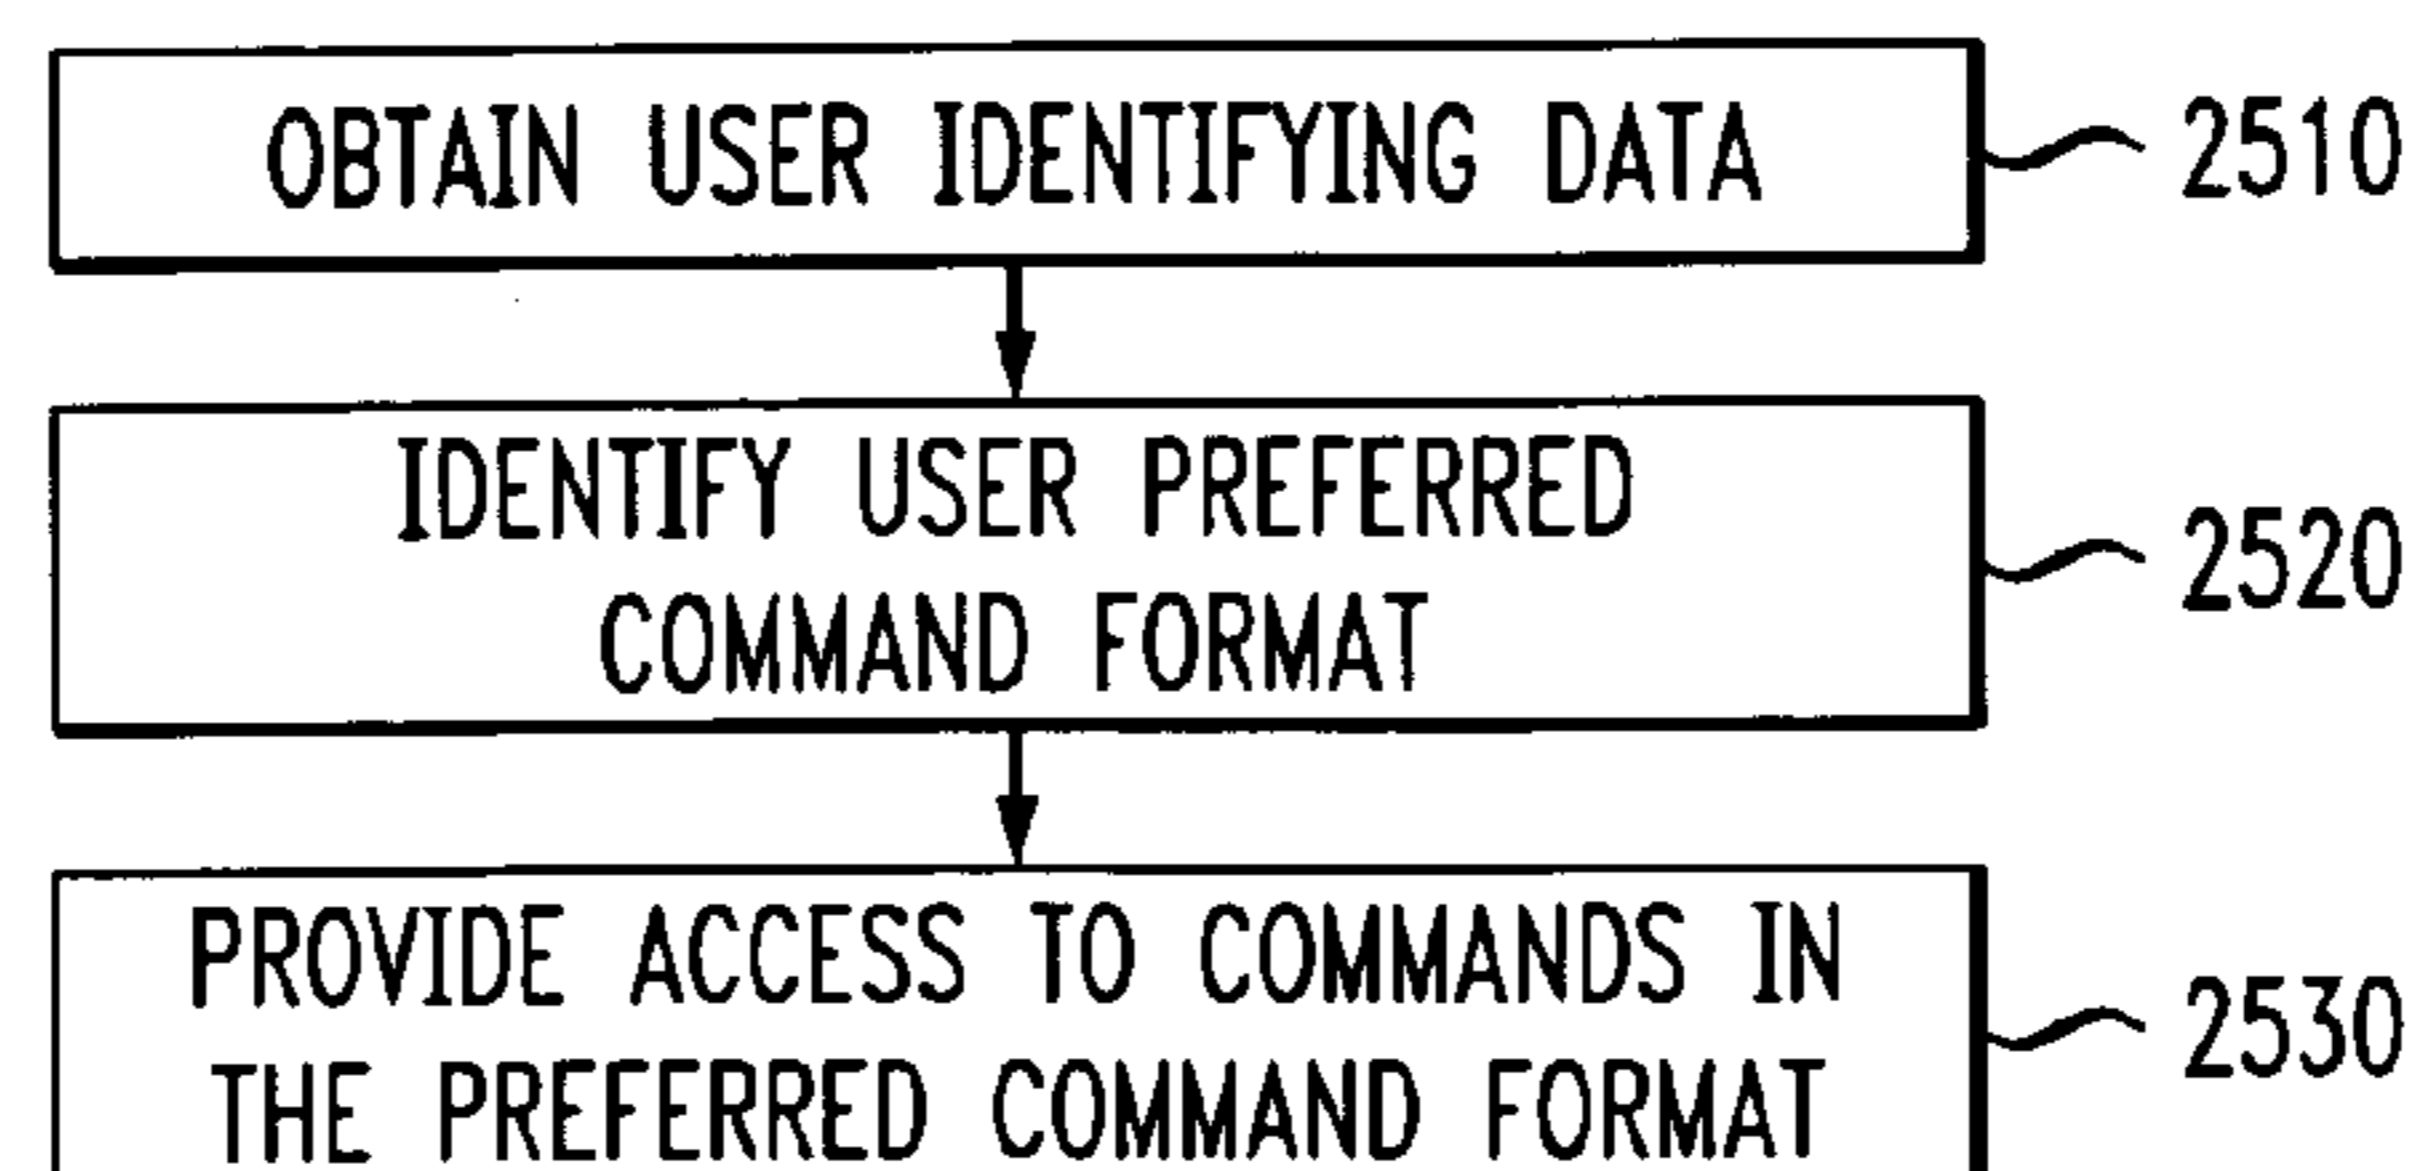 OBTAIN USER IDENTIFYING DATA
2510
IDENTIFY USER PREFERRED
COMMAND FORMAT
2520
PROVIDE ACCESS TO COMMANDS IN
THE PREFERRED COMMAND FORMAT
2530